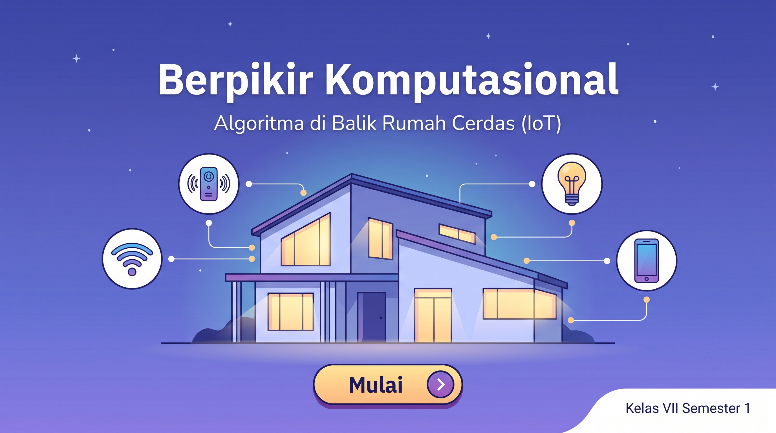 Berpikir Komputasional
Algoritma di Balik Rumah Cerdas (IoT)
Mulai
Kelas VII Semester 1